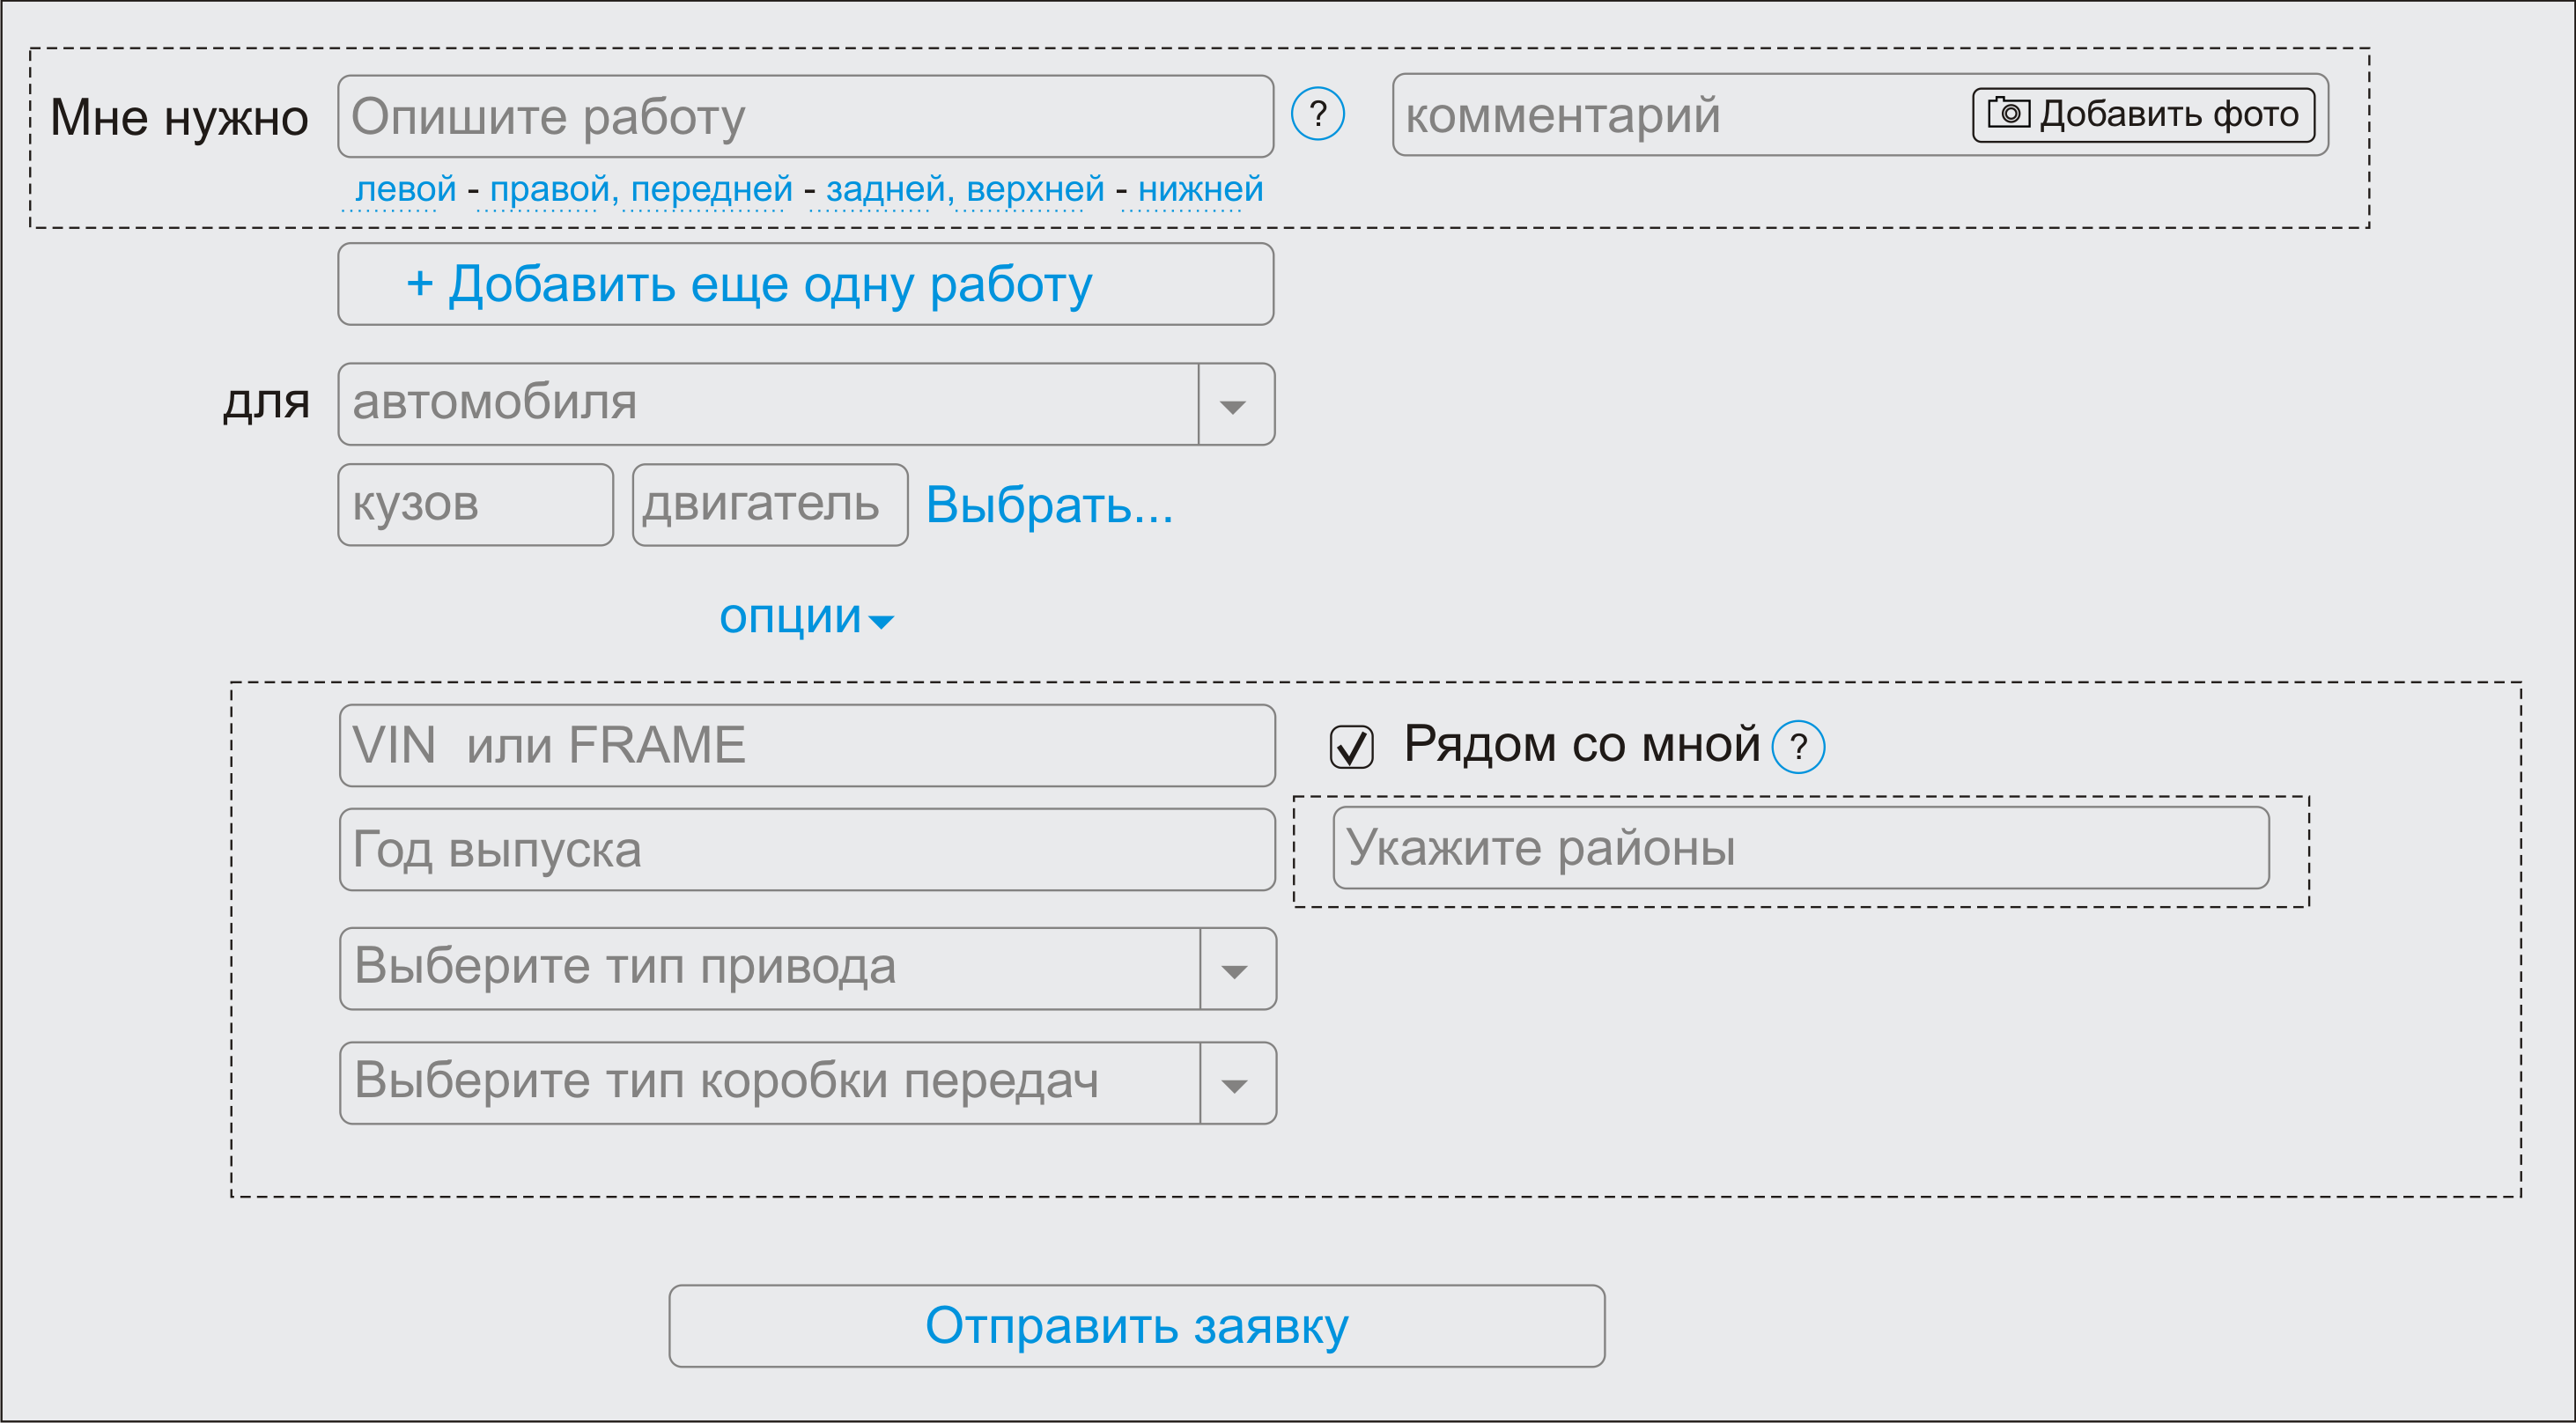 Мне нужно Опишите работу ? комментарий Добавить фото
левой - правой, передней - задней, верхней - нижней
+ Добавить еще одну работу
для автомобиля
кузов двигатель Выбрать...
опции
VIN или FRAME Рядом со мной ?
Год выпуска Укажите районы
Выберите тип привода
Выберите тип коробки передач
Отправить заявку